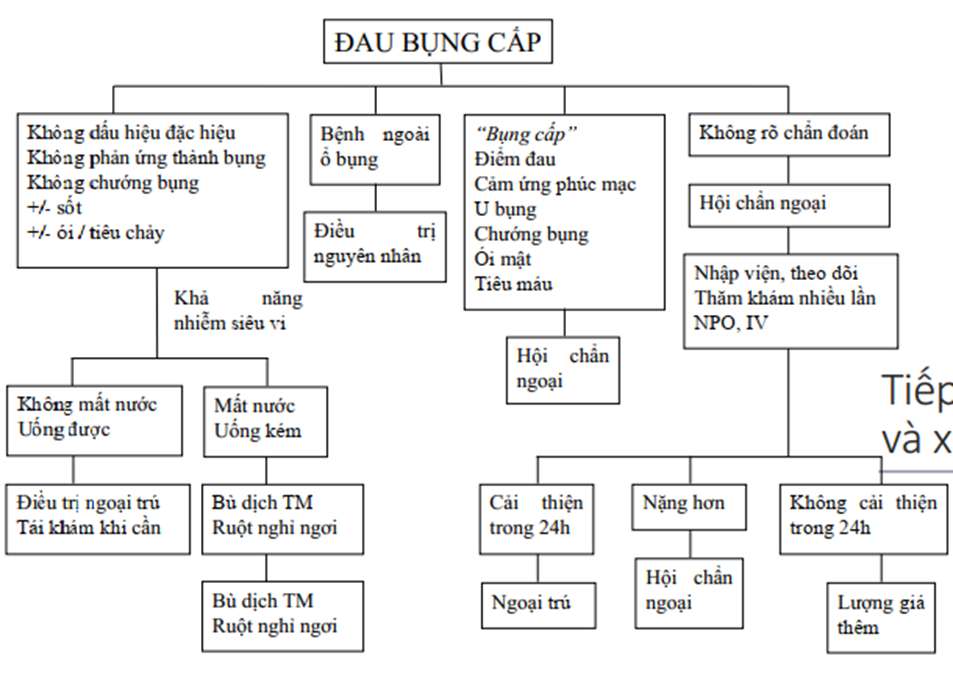 ĐAU BỤNG CẤP
Không dấu hiệu đặc hiệu
Không phản ứng thành bụng
Không chướng bụng
+/- sốt
+/- ói / tiêu chảy
Bệnh ngoài
ổ bụng
“Bụng cấp”
Điểm đau
Cảm ứng phúc mạc
U bụng
Chướng bụng
Ói mật
Tiêu máu
Không rõ chẩn đoán
Điều trị
nguyên nhân
Hội chẩn ngoại
Nhập viện, theo dõi
Thăm khám nhiều lần
NPO, IV
Khả năng
nhiễm siêu vi
Hội chẩn
ngoại
Không mất nước
Uống được
Mất nước
Uống kém
Tiếp
và x
Điều trị ngoại trú
Tái khám khi cần
Bù dịch TM
Ruột nghỉ ngơi
Cải thiện
trong 24h
Nặng hơn
Không cải thiện
trong 24h
Bù dịch TM
Ruột nghỉ ngơi
Ngoại trú
Hội chẩn
ngoại
Lượng giá
thêm